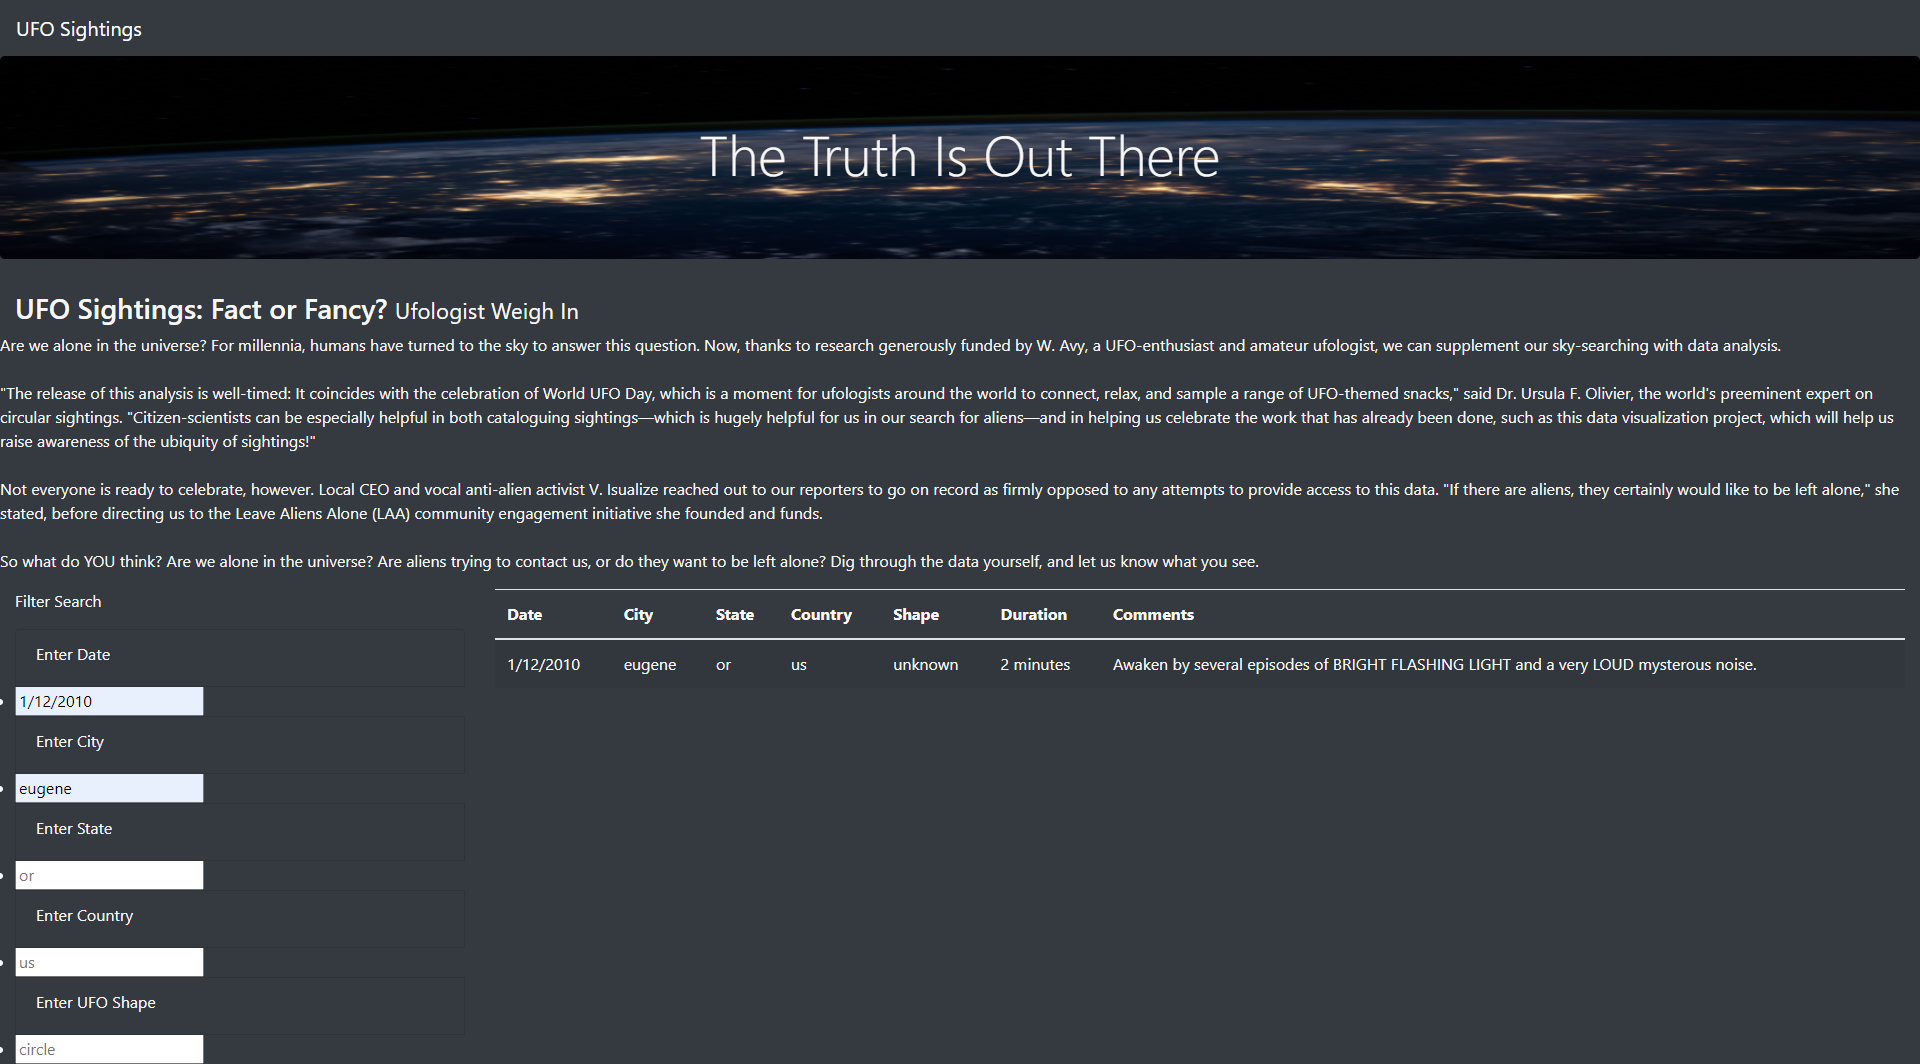 UFO Sightings
The Truth Is Out There
UFO Sightings: Fact or Fancy? Ufologist Weigh In
Are we alone in the universe? For millennia, humans have turned to the sky to answer this question. Now, thanks to research generously funded by W. Avy, a UFO-enthusiast and amateur ufologist, we can supplement our sky-searching with data analysis.
"The release of this analysis is well-timed: It coincides with the celebration of World UFO Day, which is a moment for ufologists around the world to connect, relax, and sample a range of UFO-themed snacks," said Dr. Ursula F. Olivier, the world's preeminent expert on
circular sightings. "Citizen-scientists can be especially helpful in both cataloguing sightings—which is hugely helpful for us in our search for aliens—and in helping us celebrate the work that has already been done, such as this data visualization project, which will help us
raise awareness of the ubiquity of sightings!"
Not everyone is ready to celebrate, however. Local CEO and vocal anti-alien activist V. Isualize reached out to our reporters to go on record as firmly opposed to any attempts to provide access to this data. "If there are aliens, they certainly would like to be left alone," she
stated, before directing us to the Leave Aliens Alone (LAA) community engagement initiative she founded and funds.
So what do YOU think? Are we alone in the universe? Are aliens trying to contact us, or do they want to be left alone? Dig through the data yourself, and let us know what you see.
Filter Search
Enter Date
1/12/2010
Enter City
eugene
Enter State
or
Enter Country
us
Enter UFO Shape
circle
Date City State Country Shape Duration Comments
1/12/2010 eugene or us unknown 2 minutes Awaken by several episodes of BRIGHT FLASHING LIGHT and a very LOUD mysterous noise.